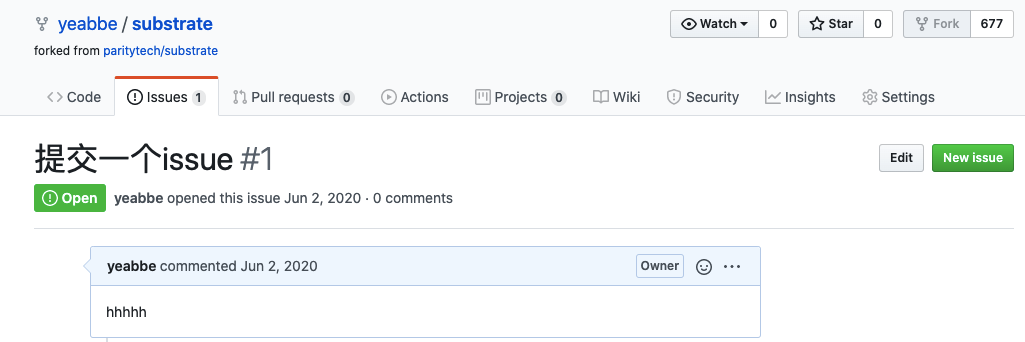 yeabbe / substrate
Watch 0 Star 0 Fork 677
forked from paritytech/substrate
Code Issues 1 Pull requests 0 Actions Projects 0 Wiki Security Insights Settings
提交一个issue #1
Edit New issue
Open yeabbe opened this issue Jun 2, 2020 · 0 comments
yeabbe commented Jun 2, 2020 Owner
hhhhh